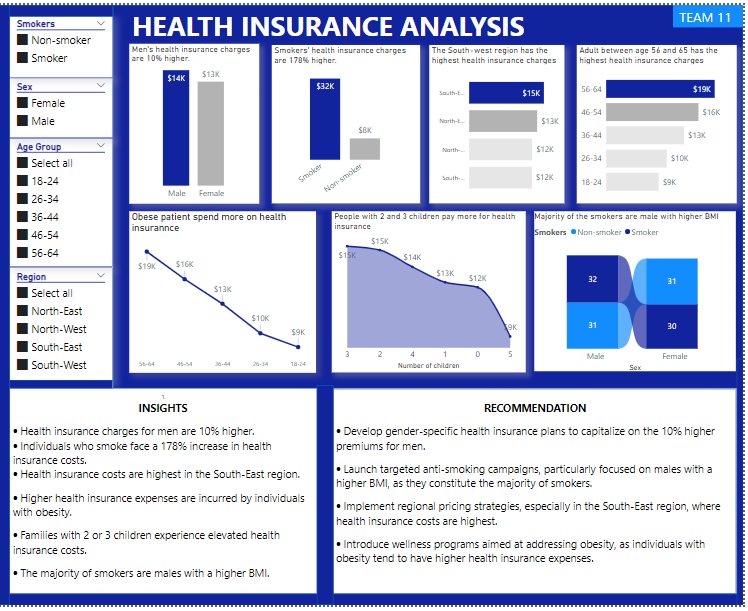 HEALTH INSURANCE ANALYSIS
TEAM 11
Smokers
Non-smoker
Smoker
Sex
Female
Male
Age Group
Select all
18-24
26-34
36-44
46-54
56-64
Region
Select all
North-East
North-West
South-East
South-West
Men's health insurance charges
are 10% higher.
$14K
$13K
Male
Female
Smokers' health insurance charges
are 178% higher.
$32K
$8K
Smoker
Non-smoker
The South-west region has the
highest health insurance charges
South-E...
$15K
North-E...
$13K
North-...
$12K
South-...
$12K
Adult between age 56 and 65 has the
highest health insurance charges
56-64
$19K
46-54
$16K
36-44
$13K
26-34
$10K
18-24
$9K
Obese patient spend more on health
insurannce
$19K
$16K
$13K
$10K
$9K
56-64
46-54
36-44
26-34
18-24
People with 2 and 3 children pay more for health
insurance
$15K
$15K
$14K
$13K
$12K
$9K
3
2
4
1
0
5
Number of children
Majority of the smokers are male with higher BMI
Smokers
Non-smoker
Smoker
32
31
31
30
Male
Female
Sex
INSIGHTS
• Health insurance charges for men are 10% higher.
• Individuals who smoke face a 178% increase in health
insurance costs.
• Health insurance costs are highest in the South-East region.
• Higher health insurance expenses are incurred by individuals
with obesity.
• Families with 2 or 3 children experience elevated health
insurance costs.
• The majority of smokers are males with a higher BMI.
RECOMMENDATION
• Develop gender-specific health insurance plans to capitalize on the 10% higher
premiums for men.
• Launch targeted anti-smoking campaigns, particularly focused on males with a
higher BMI, as they constitute the majority of smokers.
• Implement regional pricing strategies, especially in the South-East region, where
health insurance costs are highest.
• Introduce wellness programs aimed at addressing obesity, as individuals with
obesity tend to have higher health insurance expenses.